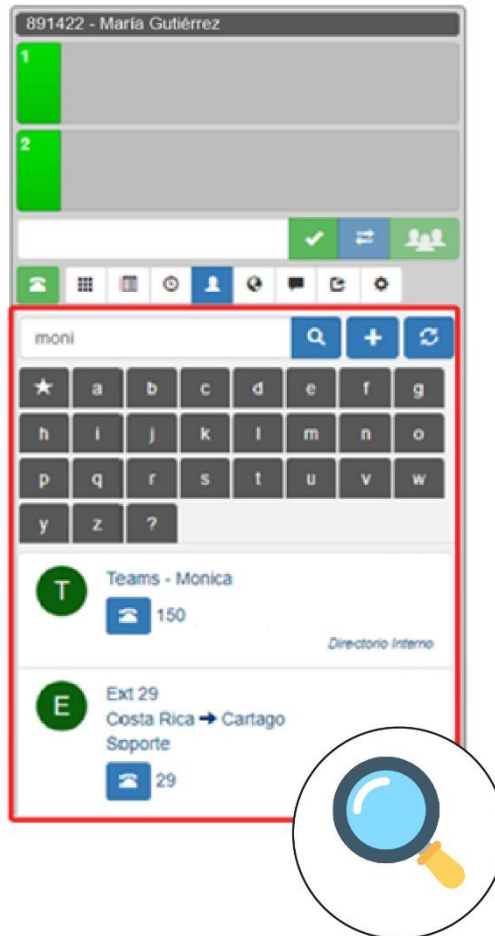 891422 - María Gutiérrez
1
2
moni
★ a b c d e f g
h i j k l m n o
p q r s t u v w
y z ?
T
Teams - Monica
150
Directorio Interno
E
Ext 29
Costa Rica ➔ Cartago
Soporte
29